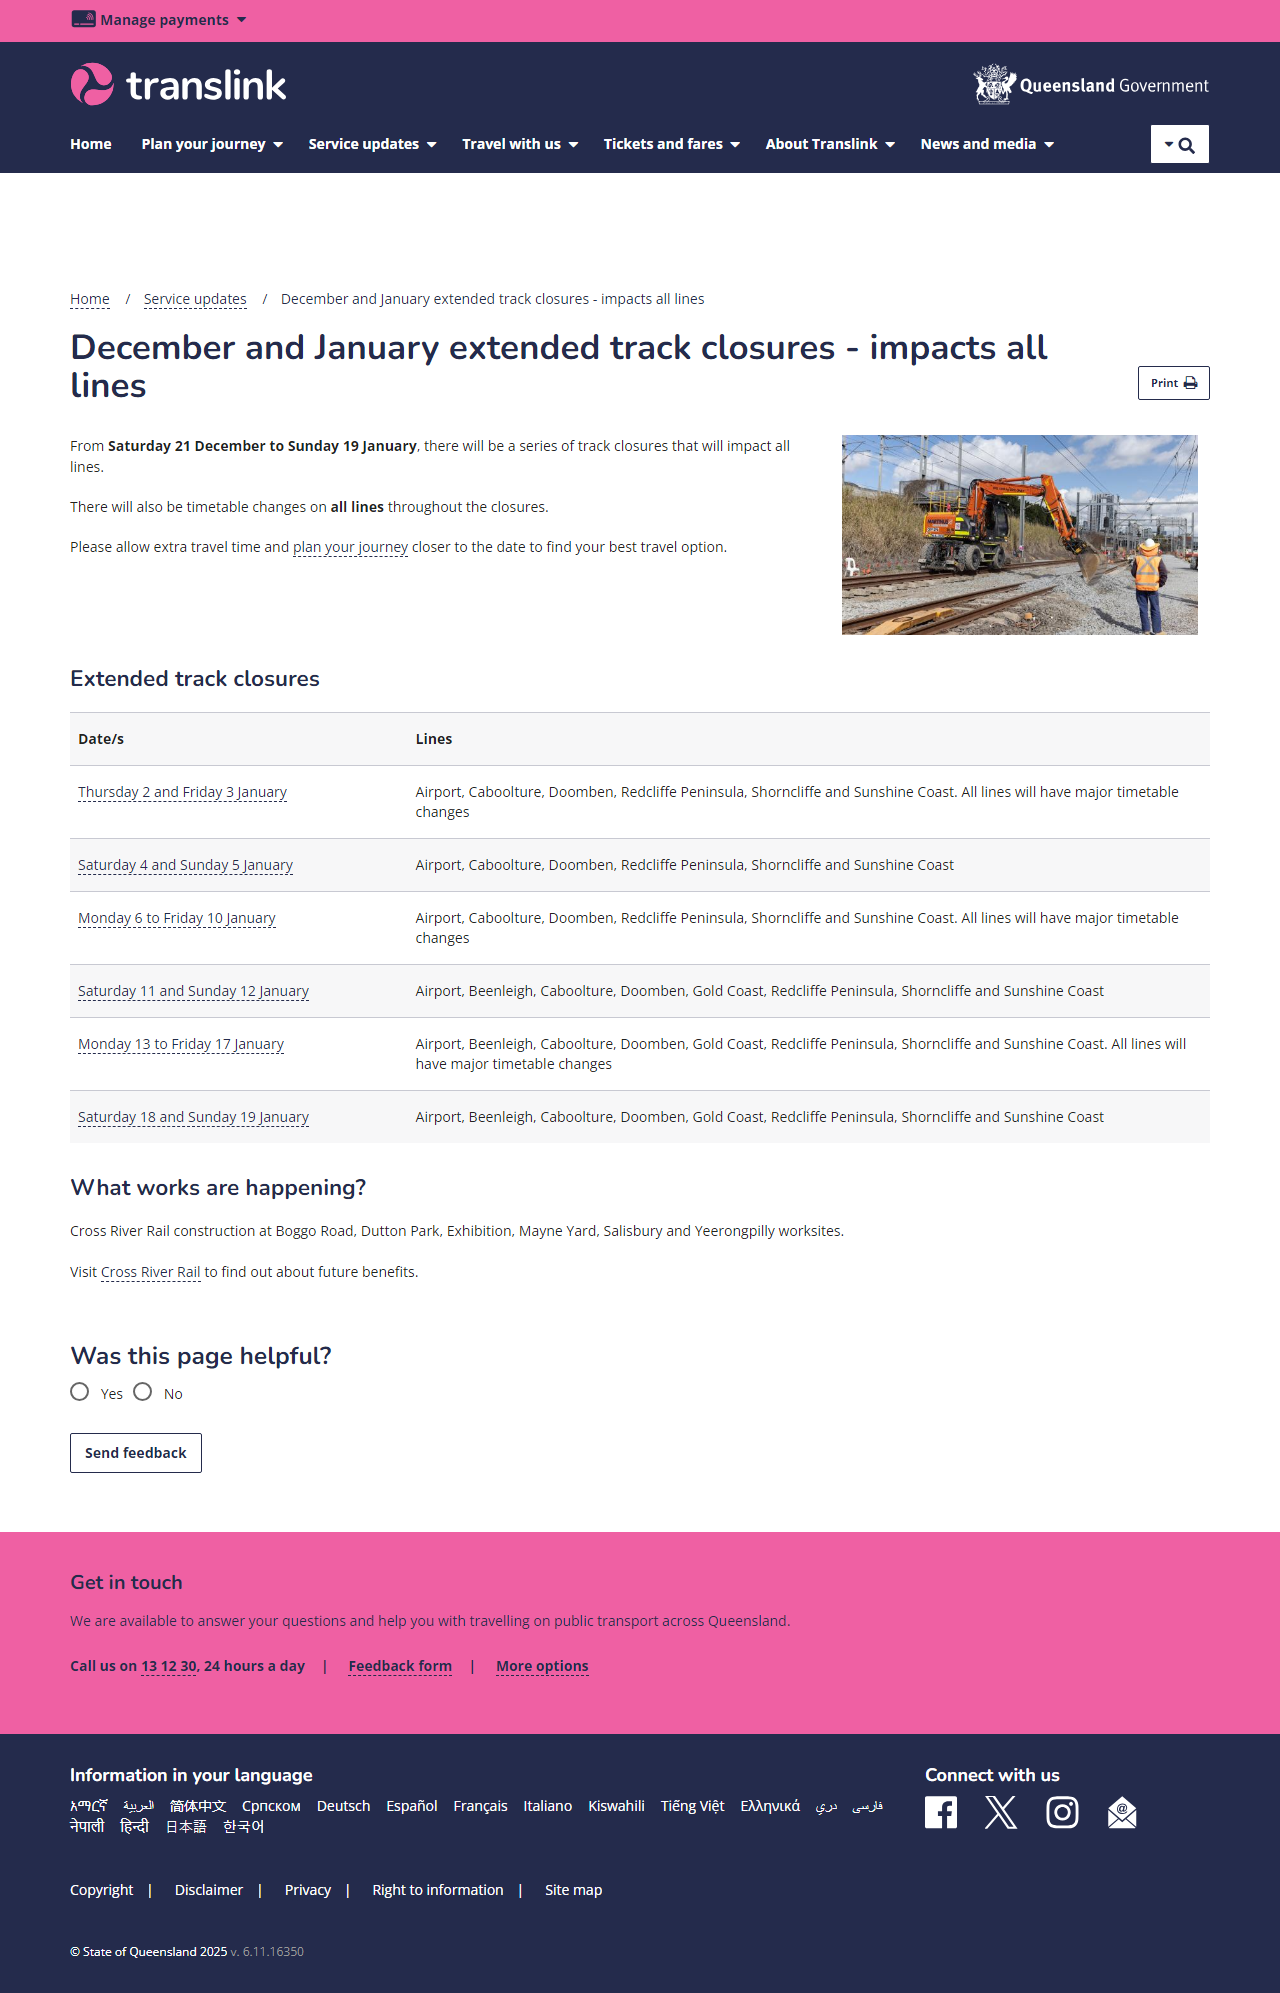 Manage payments
translink
Queensland Government
Home Plan your journey Service updates Travel with us Tickets and fares About Translink News and media
Home / Service updates / December and January extended track closures - impacts all lines
December and January extended track closures - impacts all
lines
Print
From Saturday 21 December to Sunday 19 January, there will be a series of track closures that will impact all
lines.
There will also be timetable changes on all lines throughout the closures.
Please allow extra travel time and plan your journey closer to the date to find your best travel option.
Extended track closures
Date/s Lines
Thursday 2 and Friday 3 January Airport, Caboolture, Doomben, Redcliffe Peninsula, Shorncliffe and Sunshine Coast. All lines will have major timetable
changes
Saturday 4 and Sunday 5 January Airport, Caboolture, Doomben, Redcliffe Peninsula, Shorncliffe and Sunshine Coast
Monday 6 to Friday 10 January Airport, Caboolture, Doomben, Redcliffe Peninsula, Shorncliffe and Sunshine Coast. All lines will have major timetable
changes
Saturday 11 and Sunday 12 January Airport, Beenleigh, Caboolture, Doomben, Gold Coast, Redcliffe Peninsula, Shorncliffe and Sunshine Coast
Monday 13 to Friday 17 January Airport, Beenleigh, Caboolture, Doomben, Gold Coast, Redcliffe Peninsula, Shorncliffe and Sunshine Coast. All lines will
have major timetable changes
Saturday 18 and Sunday 19 January Airport, Beenleigh, Caboolture, Doomben, Gold Coast, Redcliffe Peninsula, Shorncliffe and Sunshine Coast
What works are happening?
Cross River Rail construction at Boggo Road, Dutton Park, Exhibition, Mayne Yard, Salisbury and Yeerongpilly worksites.
Visit Cross River Rail to find out about future benefits.
Was this page helpful?
Yes No
Send feedback
Get in touch
We are available to answer your questions and help you with travelling on public transport across Queensland.
Call us on 13 12 30, 24 hours a day | Feedback form | More options
Information in your language
አማርኛ العربية 简体中文 Српском Deutsch Español Français Italiano Kiswahili Tiếng Việt Ελληνικά دري فارسی
नेपाली हिन्दी 日本語 한국어
Connect with us
Copyright | Disclaimer | Privacy | Right to information | Site map
© State of Queensland 2025 v. 6.11.16350